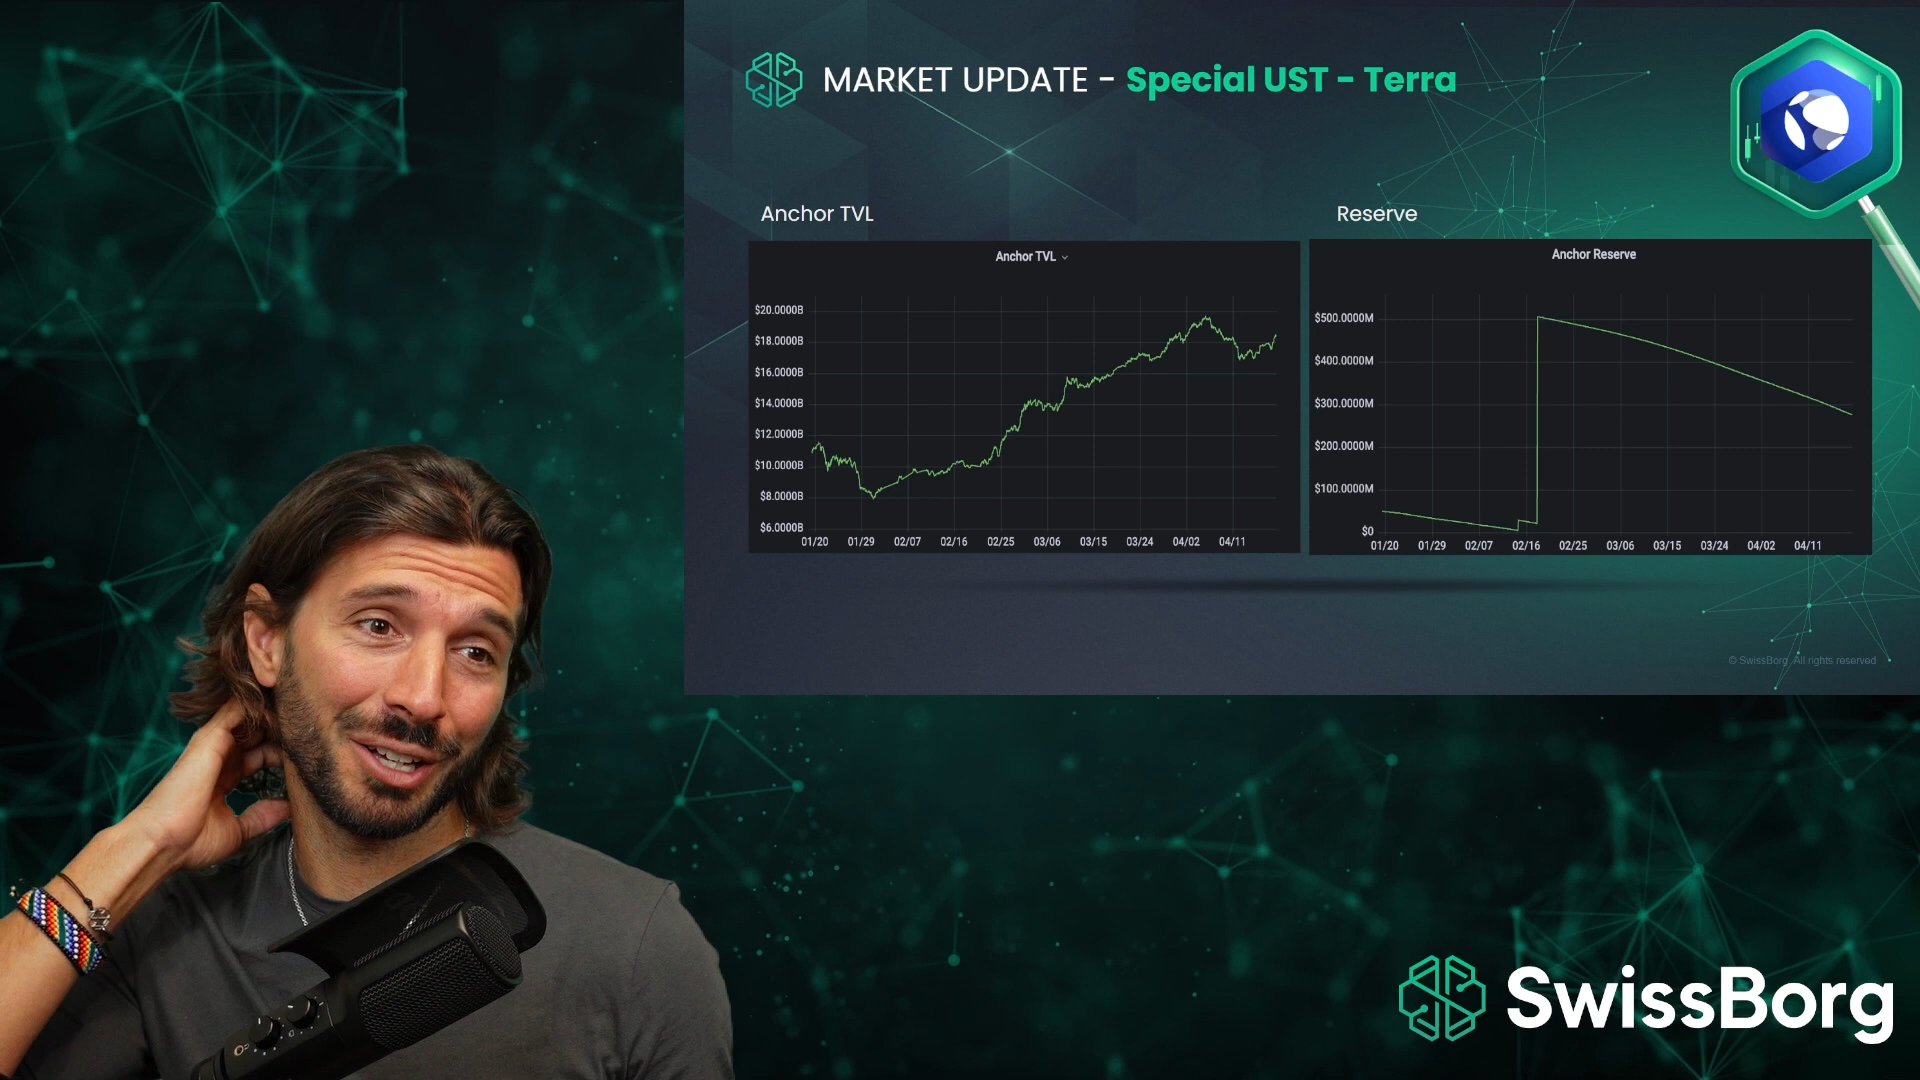 MARKET UPDATE - Special UST - Terra
Anchor TVL
Reserve
Anchor TVL
$20.0000B
$18.0000B
$16.0000B
$14.0000B
$12.0000B
$10.0000B
$8.0000B
$6.0000B
01/20 01/29 02/07 02/16 02/25 03/06 03/15 03/24 04/02 04/11
Anchor Reserve
$500.0000M
$400.0000M
$300.0000M
$200.0000M
$100.0000M
$0
01/20 01/29 02/07 02/16 02/25 03/06 03/15 03/24 04/02 04/11
© SwissBorg. All rights reserved
SwissBorg